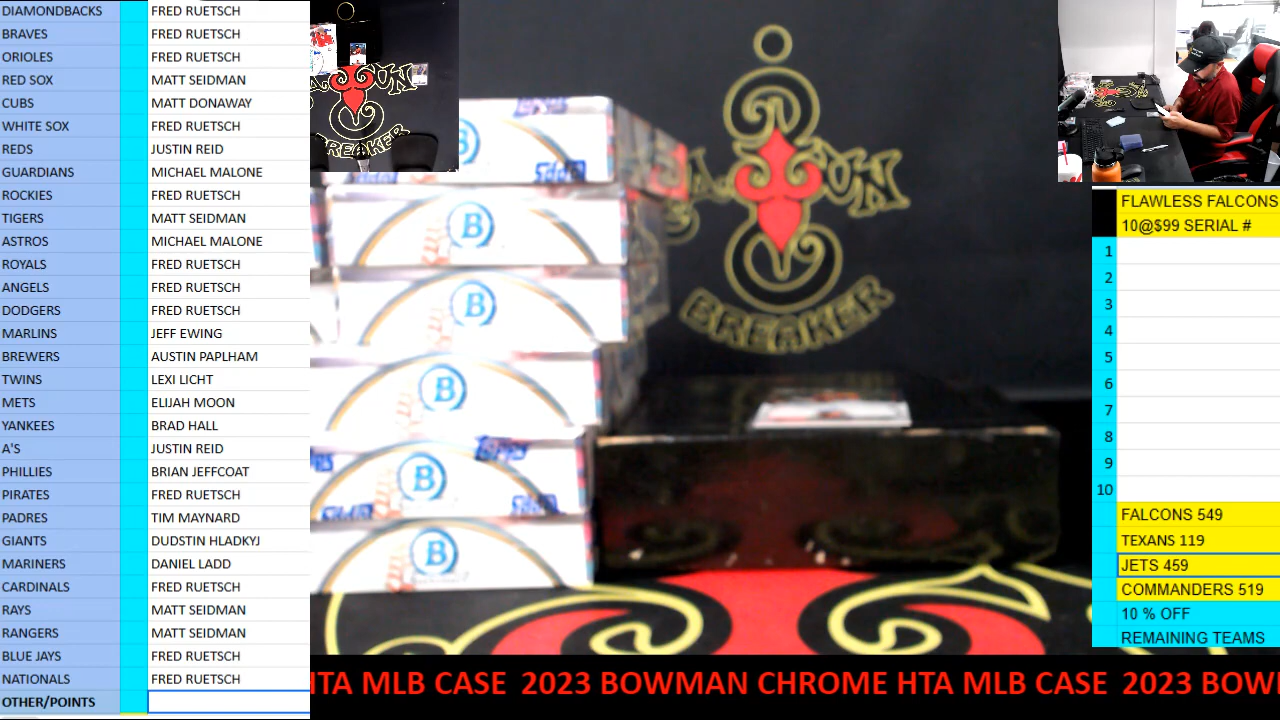 DIAMONDBACKS FRED RUETSCH
BRAVES FRED RUETSCH
ORIOLES FRED RUETSCH
RED SOX MATT SEIDMAN
CUBS MATT DONAWAY
WHITE SOX FRED RUETSCH
REDS JUSTIN REID
GUARDIANS MICHAEL MALONE
ROCKIES FRED RUETSCH
TIGERS MATT SEIDMAN
ASTROS MICHAEL MALONE
ROYALS FRED RUETSCH
ANGELS FRED RUETSCH
DODGERS FRED RUETSCH
MARLINS JEFF EWING
BREWERS AUSTIN PAPLHAM
TWINS LEXI LICHT
METS ELIJAH MOON
YANKEES BRAD HALL
A'S JUSTIN REID
PHILLIES BRIAN JEFFCOAT
PIRATES FRED RUETSCH
PADRES TIM MAYNARD
GIANTS DUDSTIN HLADKYJ
MARINERS DANIEL LADD
CARDINALS FRED RUETSCH
RAYS MATT SEIDMAN
RANGERS MATT SEIDMAN
BLUE JAYS FRED RUETSCH
NATIONALS FRED RUETSCH
OTHER/POINTS
BREAKER
B
B
B
B
B
BREAKER
FLAWLESS FALCONS
10@$99 SERIAL #
1
2
3
4
5
6
7
8
9
10
FALCONS 549
TEXANS 119
JETS 459
COMMANDERS 519
10 % OFF
REMAINING TEAMS
HTA MLB CASE 2023 BOWMAN CHROME HTA MLB CASE 2023 BOWM